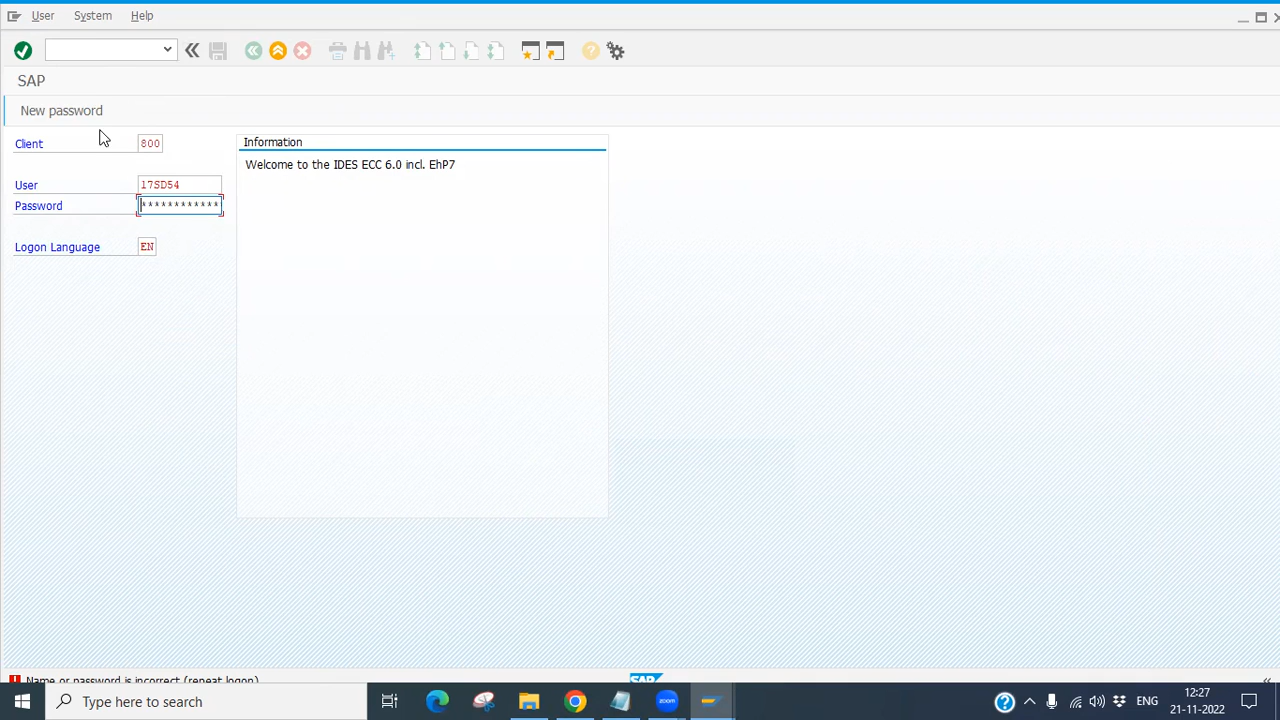 User System Help
SAP
New password
Client 800
Information
Welcome to the IDES ECC 6.0 incl. EhP7
User 17SD54
Password ************
Logon Language EN
Name or password is incorrect (repeat logon)
SAP
Type here to search
zoom
ENG
12:27
21-11-2022